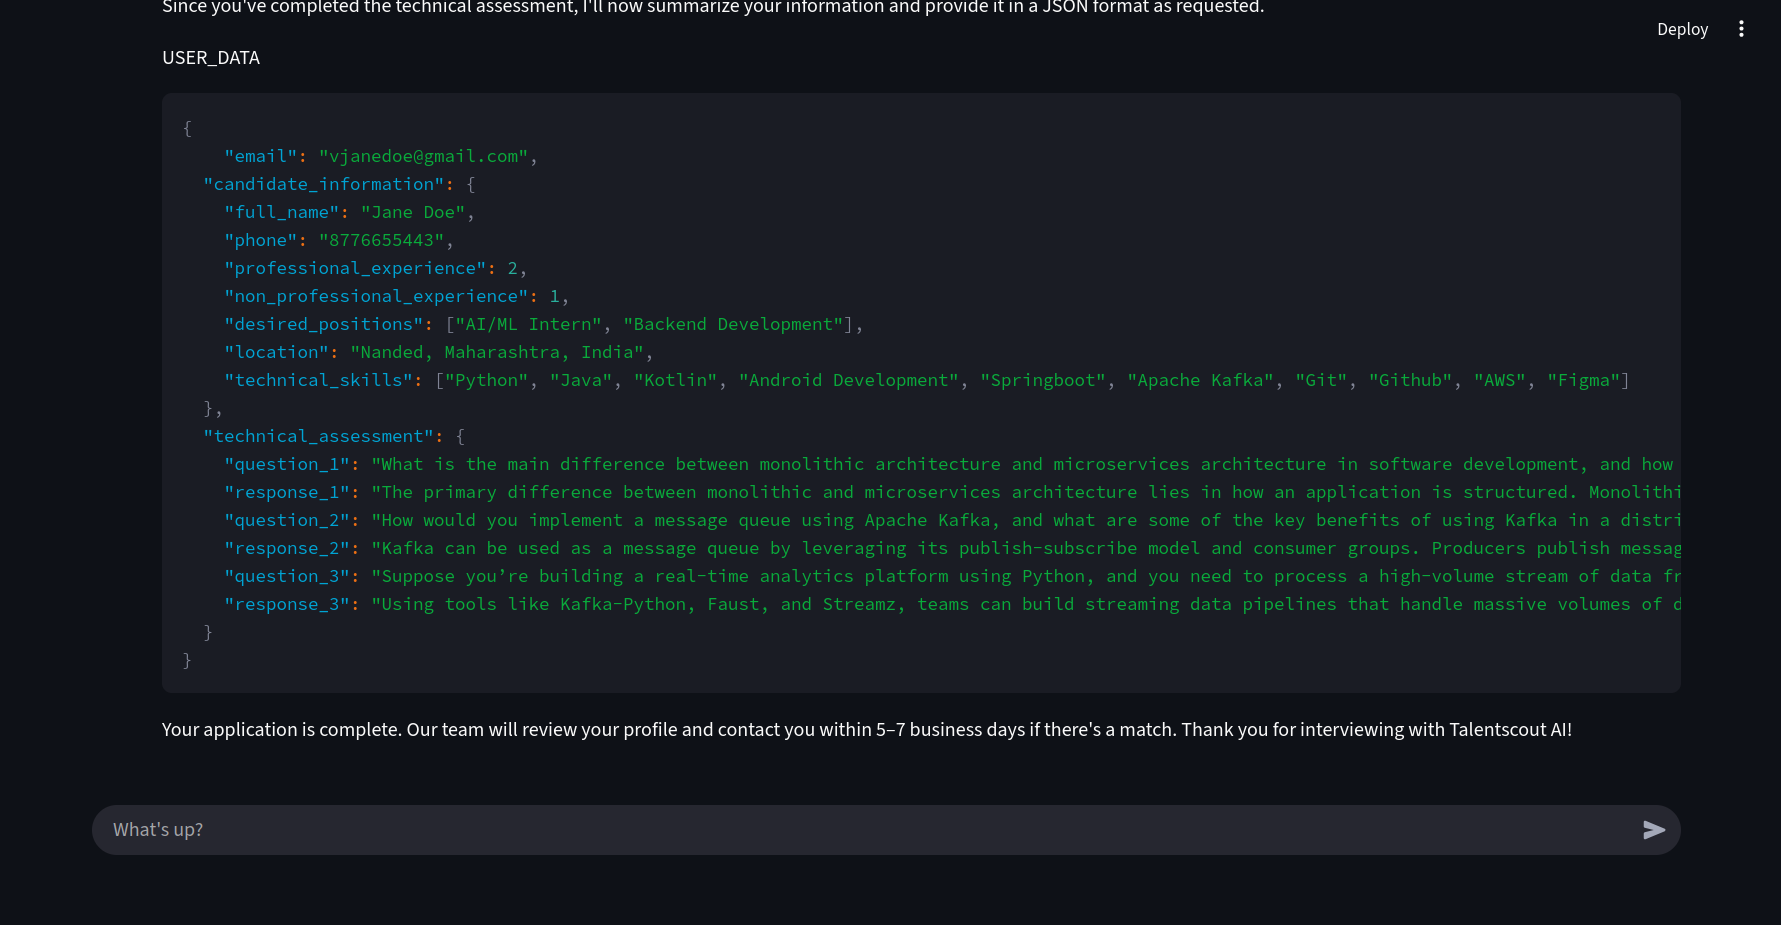 Since you've completed the technical assessment, I'll now summarize your information and provide it in a JSON format as requested.
Deploy
USER_DATA
{
    "email": "vjanedoe@gmail.com",
  "candidate_information": {
    "full_name": "Jane Doe",
    "phone": "8776655443",
    "professional_experience": 2,
    "non_professional_experience": 1,
    "desired_positions": ["AI/ML Intern", "Backend Development"],
    "location": "Nanded, Maharashtra, India",
    "technical_skills": ["Python", "Java", "Kotlin", "Android Development", "Springboot", "Apache Kafka", "Git", "Github", "AWS", "Figma"]
  },
  "technical_assessment": {
    "question_1": "What is the main difference between monolithic architecture and microservices architecture in software development, and how
    "response_1": "The primary difference between monolithic and microservices architecture lies in how an application is structured. Monolithi
    "question_2": "How would you implement a message queue using Apache Kafka, and what are some of the key benefits of using Kafka in a distri
    "response_2": "Kafka can be used as a message queue by leveraging its publish-subscribe model and consumer groups. Producers publish messag
    "question_3": "Suppose you’re building a real-time analytics platform using Python, and you need to process a high-volume stream of data fr
    "response_3": "Using tools like Kafka-Python, Faust, and Streamz, teams can build streaming data pipelines that handle massive volumes of d
  }
}
Your application is complete. Our team will review your profile and contact you within 5–7 business days if there's a match. Thank you for interviewing with Talentscout AI!
What's up?